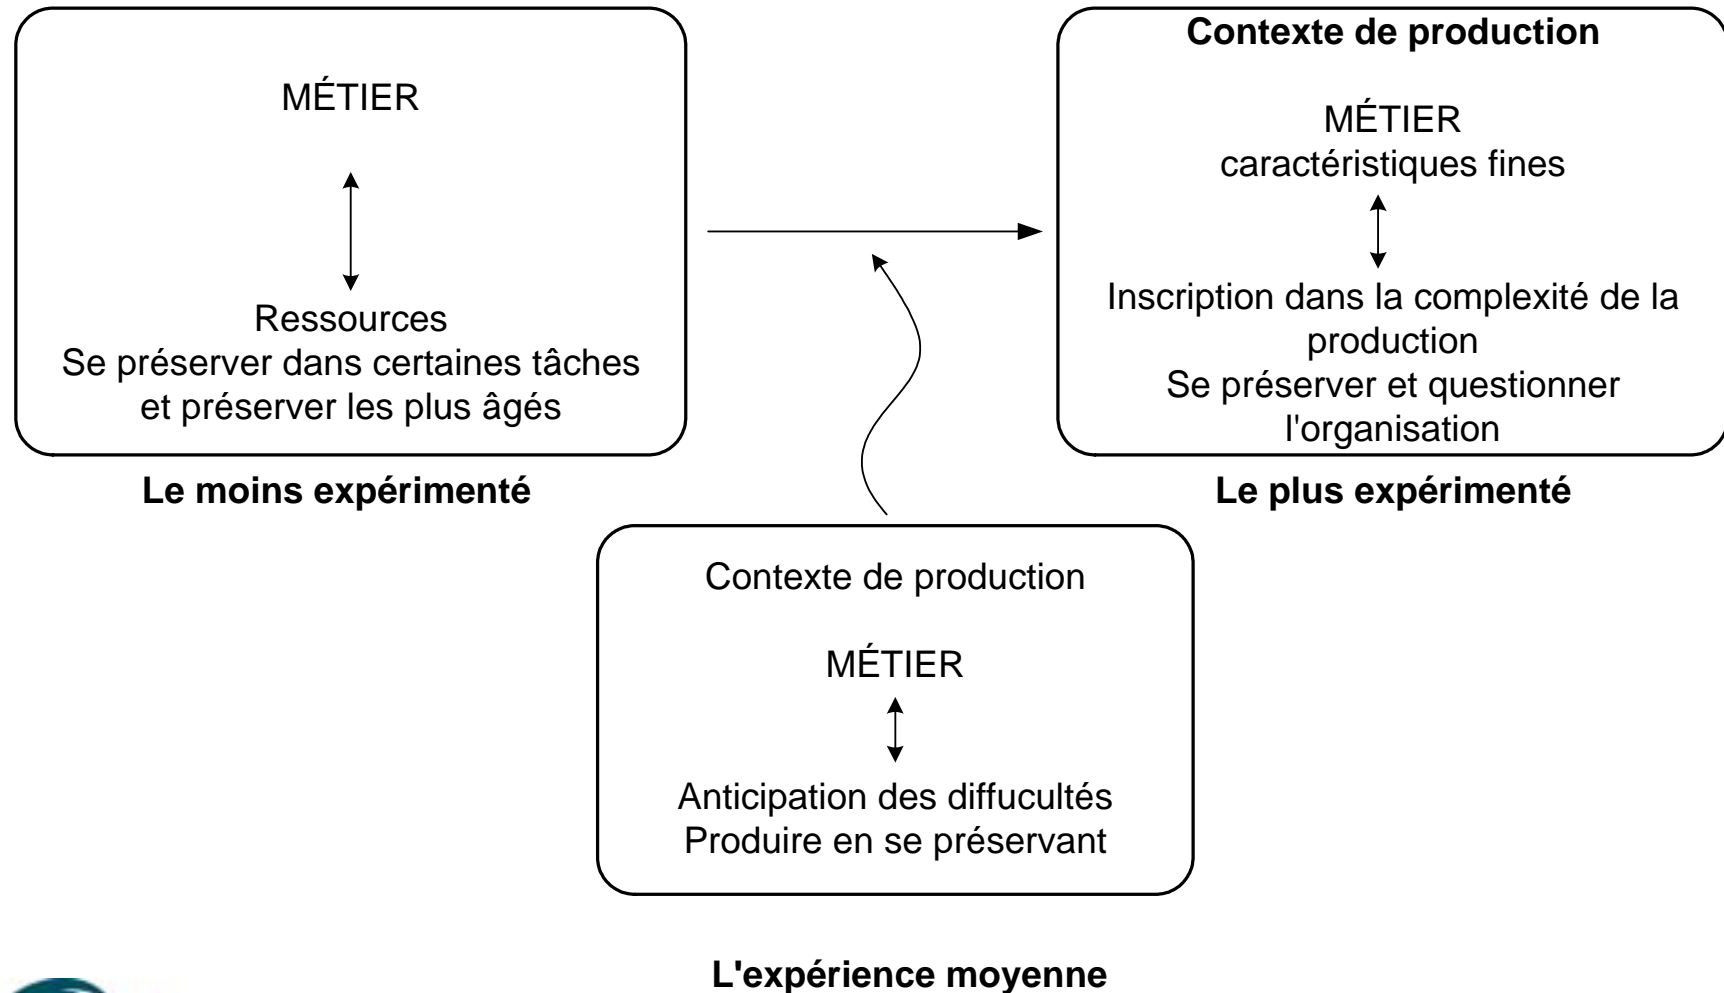 MÉTIER
Ressources
Se préserver dans certaines tâches
et préserver les plus âgés
Le moins expérimenté
Contexte de production
MÉTIER
caractéristiques fines
Inscription dans la complexité de la
production
Se préserver et questionner
l'organisation
Le plus expérimenté
Contexte de production
MÉTIER
Anticipation des diffucultés
Produire en se préservant
L'expérience moyenne